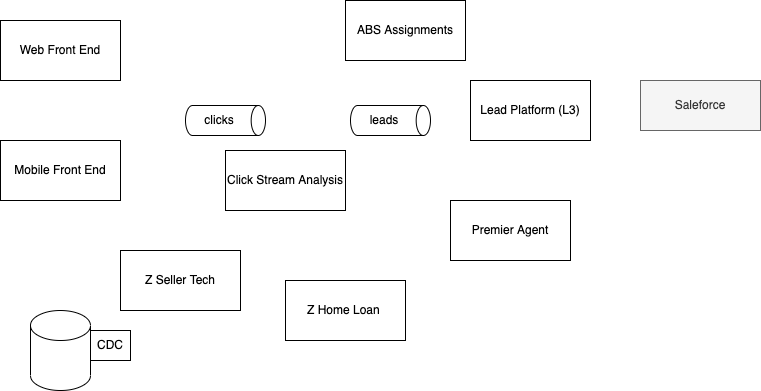 ABS Assignments
Web Front End
Lead Platform (L3)
Saleforce
clicks
leads
Mobile Front End
Click Stream Analysis
Premier Agent
Z Seller Tech
Z Home Loan
CDC